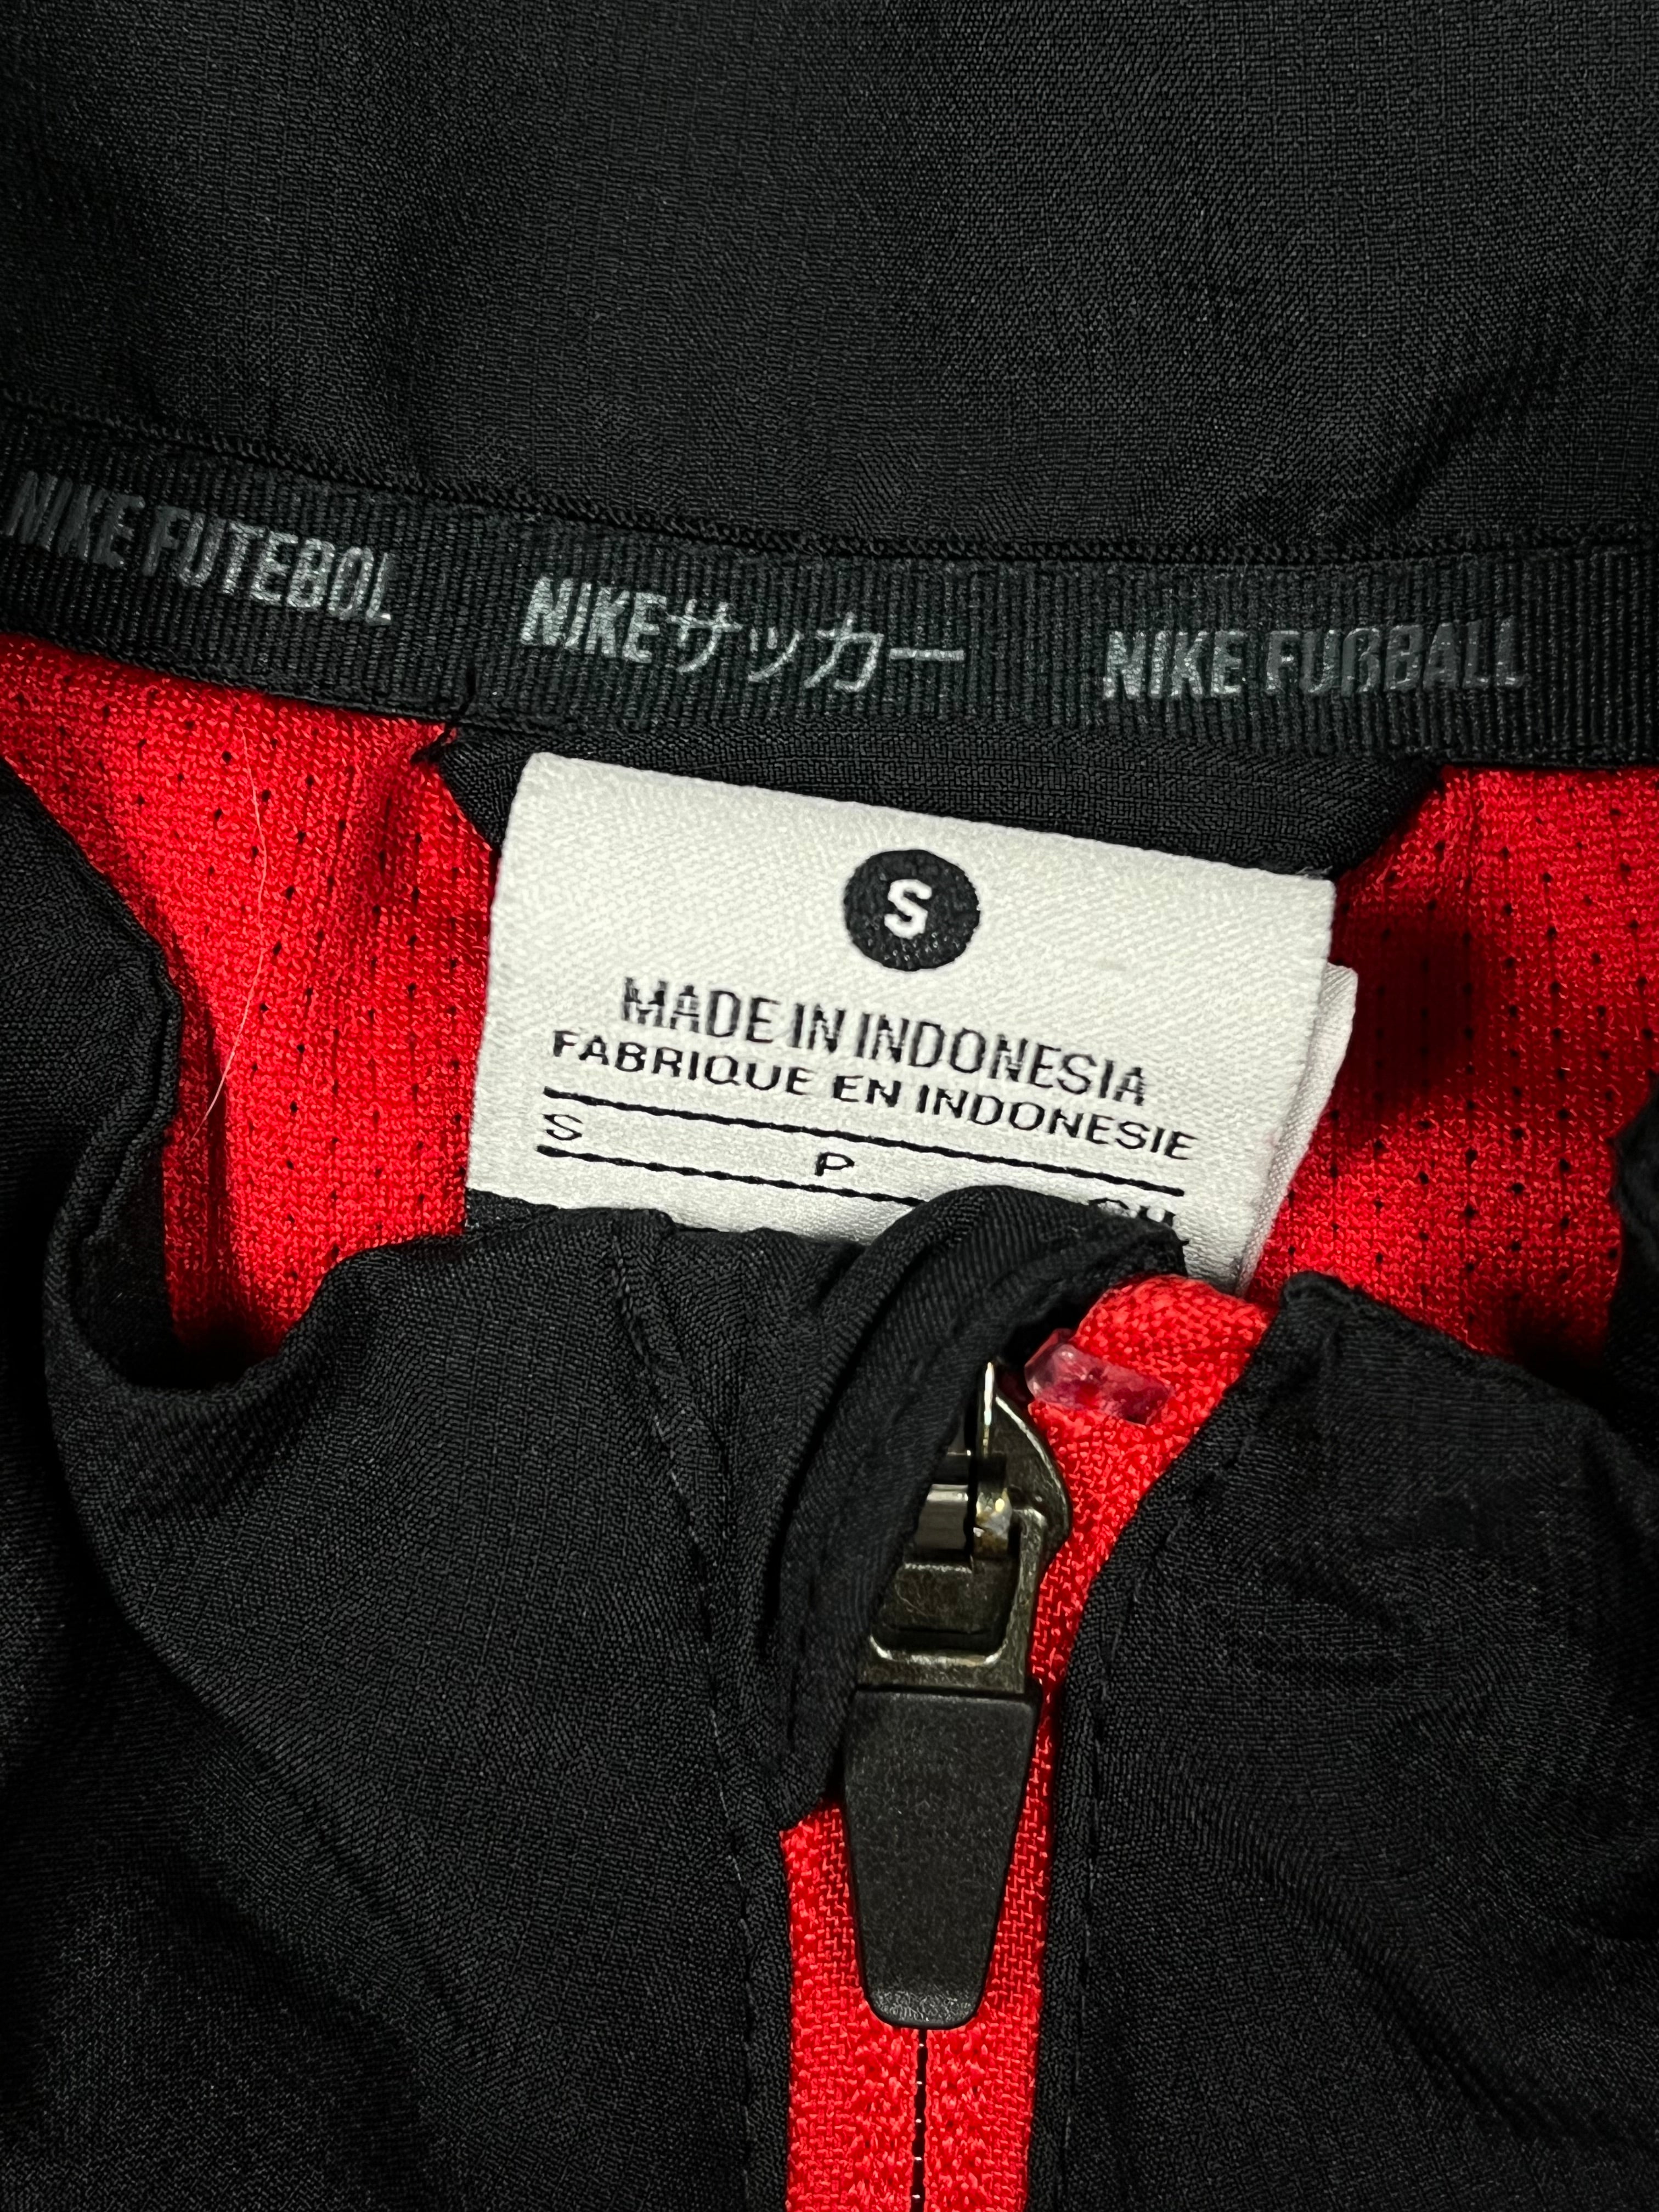 NIKE FUTEBOL NIKEサッカー NIKE FUßBALL
S
MADE IN INDONESIA
FABRIQUE EN INDONESIE
S P